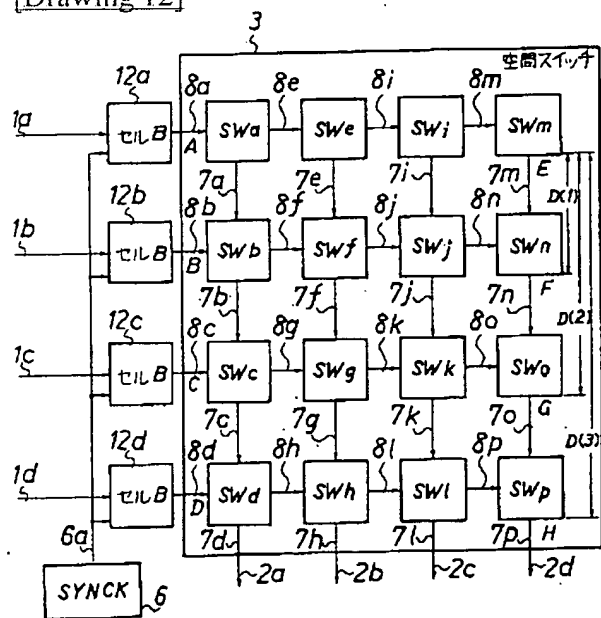 [Drawing 12]
3
空間スイッチ
12a 8a 8e 8i 8m
1a セルB A SWa SWe SWi SWm
7a 7e 7i 7m E
12b 8b 8f 8j 8n D(1)
1b セルB B SWb SWf SWj SWn
7b 7f 7j 7n F
12c 8c 8g 8k 8o D(2)
1c セルB C SWc SWg SWk SWo
7c 7g 7k 7o G
12d 8d 8h 8l 8p D(3)
1d セルB D SWd SWh SWl SWp
6a 7d 7h 7l 7p H
2a 2b 2c 2d
SYNCK 6